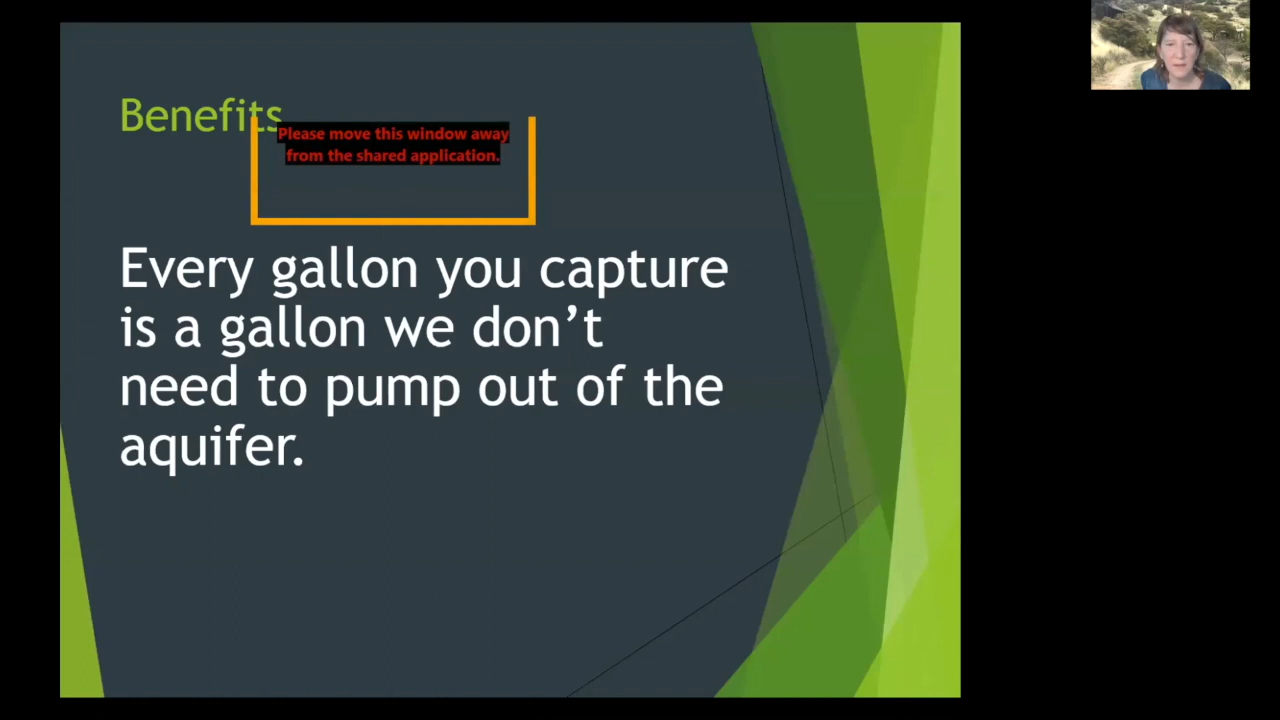 Benefits
Please move this window away
from the shared application.
Every gallon you capture
is a gallon we don’t
need to pump out of the
aquifer.